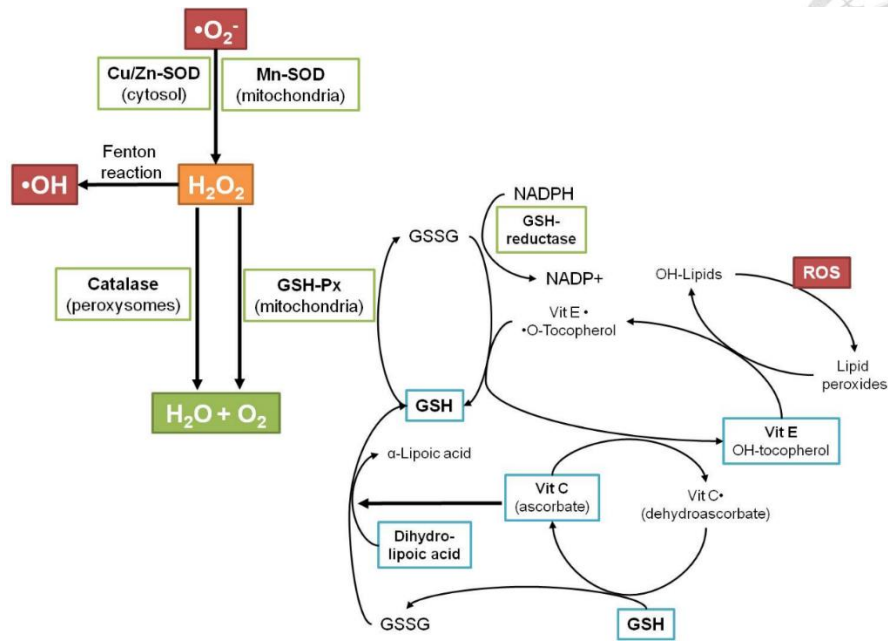 •O₂⁻
Cu/Zn-SOD
(cytosol)
Mn-SOD
(mitochondria)
Fenton
reaction
•OH
H₂O₂
NADPH
GSH-
reductase
GSSG
NADP+
OH-Lipids
ROS
Catalase
(peroxysomes)
GSH-Px
(mitochondria)
Vit E •
•O-Tocopherol
Lipid
peroxides
H₂O + O₂
GSH
Vit E
OH-tocopherol
α-Lipoic acid
Vit C
(ascorbate)
Vit C•
(dehydroascorbate)
Dihydro-
lipoic acid
GSSG
GSH